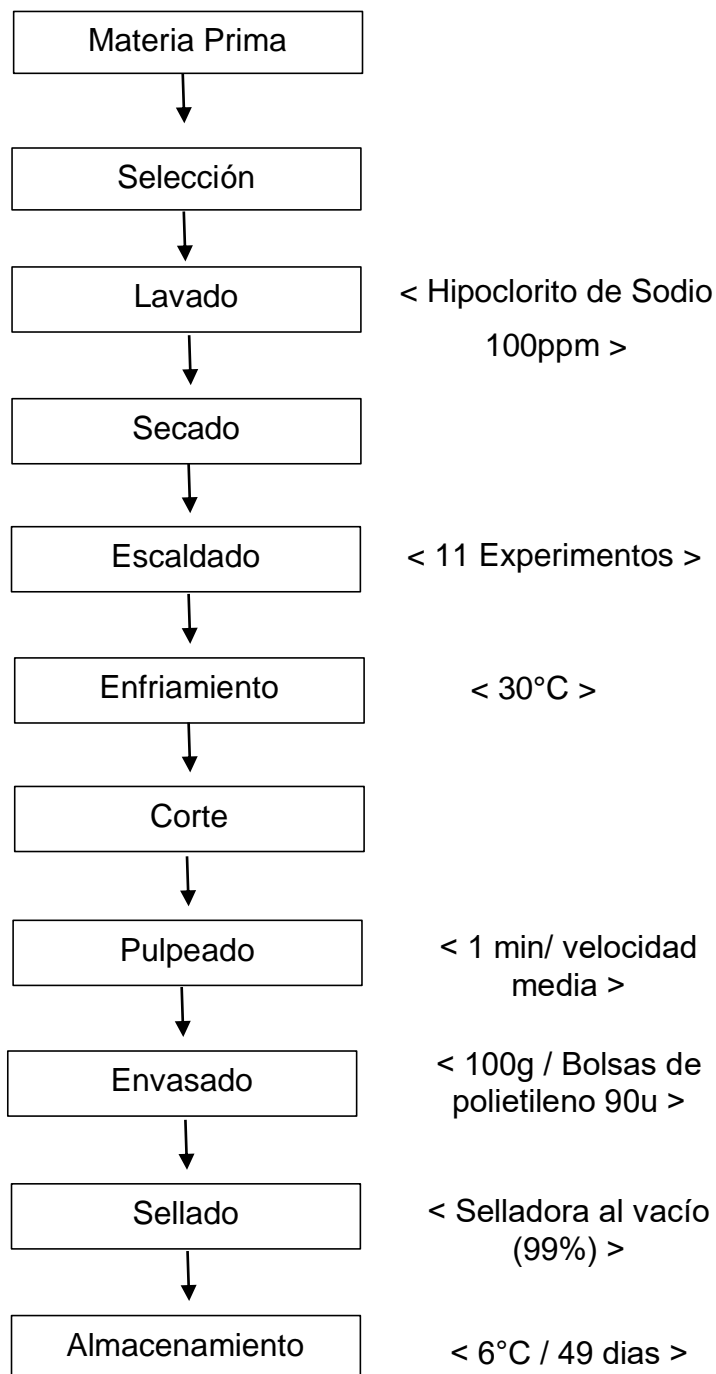 Materia Prima
Selección
Lavado
< Hipoclorito de Sodio
100ppm >
Secado
Escaldado
< 11 Experimentos >
Enfriamiento
< 30°C >
Corte
Pulpeado
< 1 min/ velocidad
media >
Envasado
< 100g / Bolsas de
polietileno 90u >
Sellado
< Selladora al vacío
(99%) >
Almacenamiento
< 6°C / 49 dias >